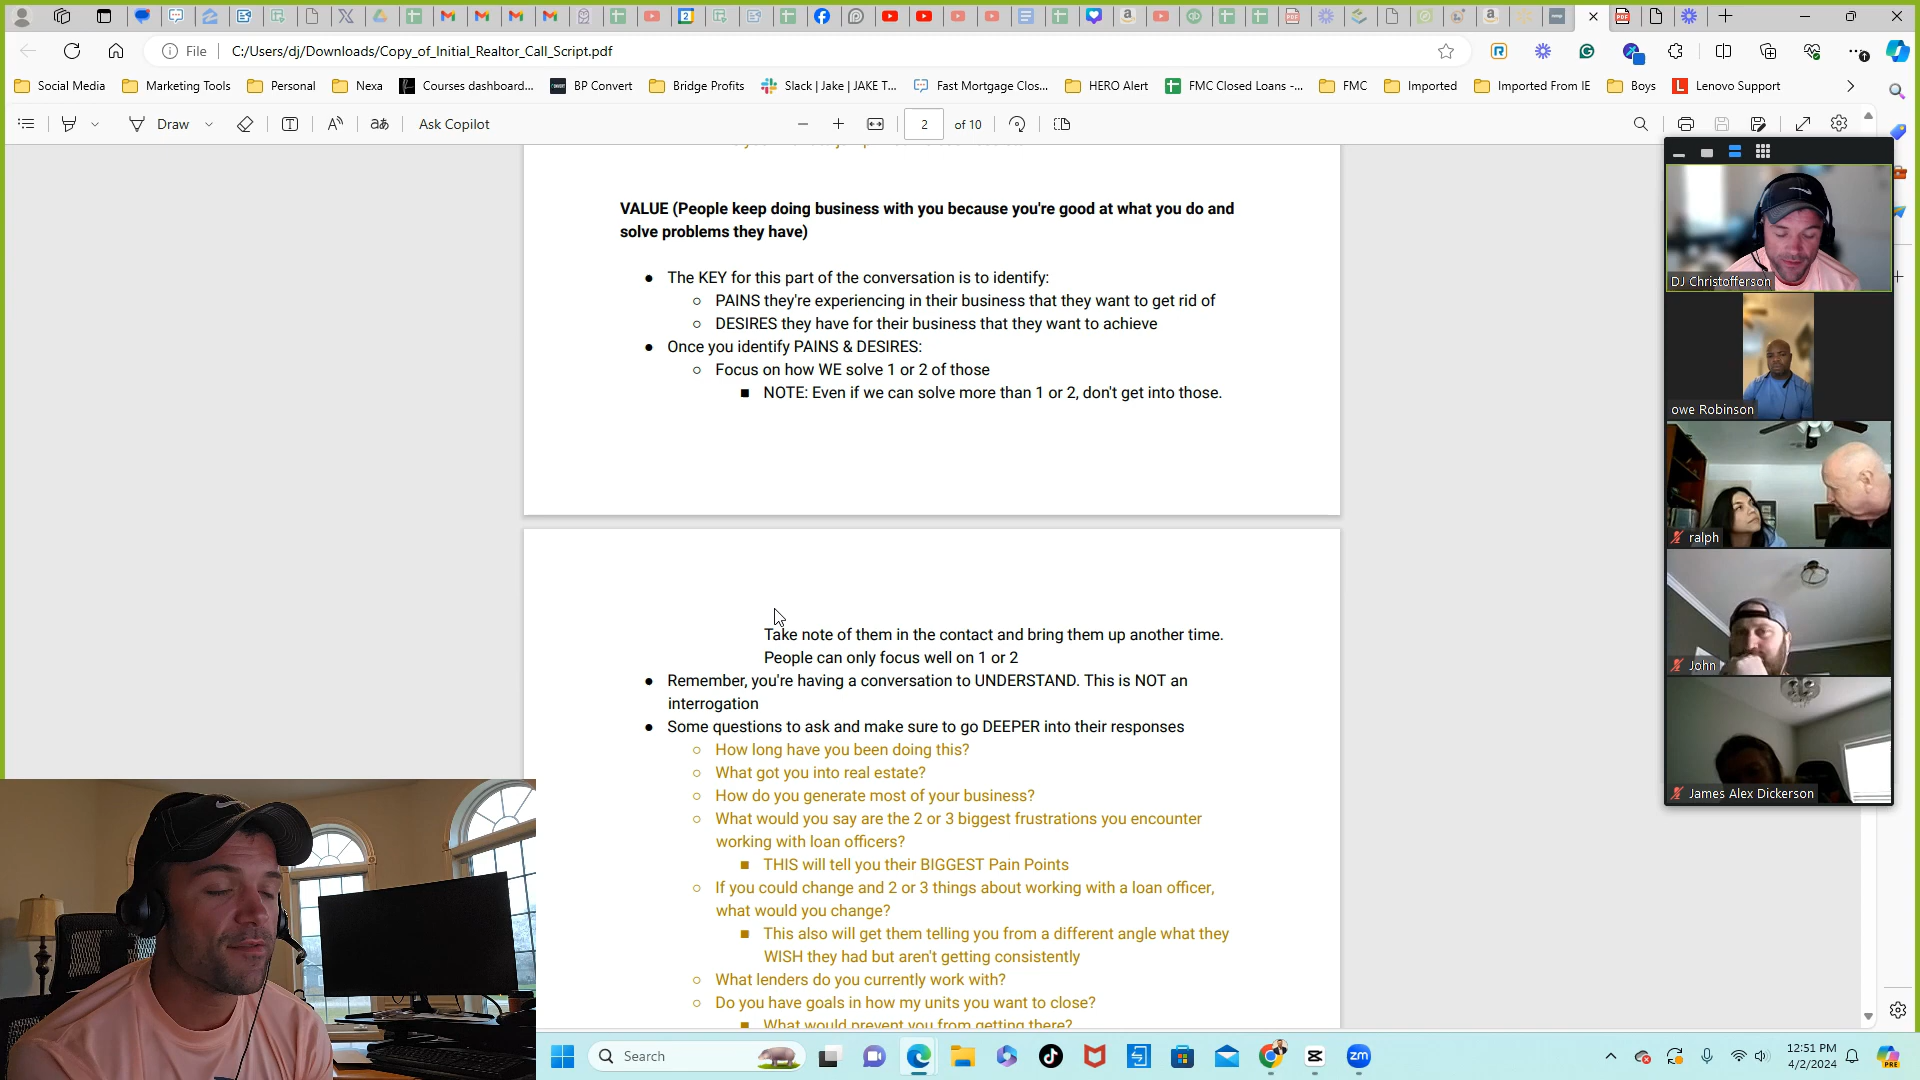 File
C:/Users/dj/Downloads/Copy_of_Initial_Realtor_Call_Script.pdf
Social Media
Marketing Tools
Personal
Nexa
Courses dashboard...
BP Convert
Bridge Profits
Slack | Jake | JAKE T...
Fast Mortgage Clos...
HERO Alert
FMC Closed Loans -...
FMC
Imported
Imported From IE
Boys
Lenovo Support
Draw
Ask Copilot
2
of 10
VALUE (People keep doing business with you because you're good at what you do and
solve problems they have)
● The KEY for this part of the conversation is to identify:
○ PAINS they're experiencing in their business that they want to get rid of
○ DESIRES they have for their business that they want to achieve
● Once you identify PAINS & DESIRES:
○ Focus on how WE solve 1 or 2 of those
■ NOTE: Even if we can solve more than 1 or 2, don't get into those.
Take note of them in the contact and bring them up another time.
People can only focus well on 1 or 2
● Remember, you're having a conversation to UNDERSTAND. This is NOT an
interrogation
● Some questions to ask and make sure to go DEEPER into their responses
○ How long have you been doing this?
○ What got you into real estate?
○ How do you generate most of your business?
○ What would you say are the 2 or 3 biggest frustrations you encounter
working with loan officers?
■ THIS will tell you their BIGGEST Pain Points
○ If you could change and 2 or 3 things about working with a loan officer,
what would you change?
■ This also will get them telling you from a different angle what they
WISH they had but aren't getting consistently
○ What lenders do you currently work with?
○ Do you have goals in how my units you want to close?
■ What would prevent you from getting there?
DJ Christofferson
owe Robinson
ralph
John
James Alex Dickerson
Search
zm
12:51 PM
4/2/2024